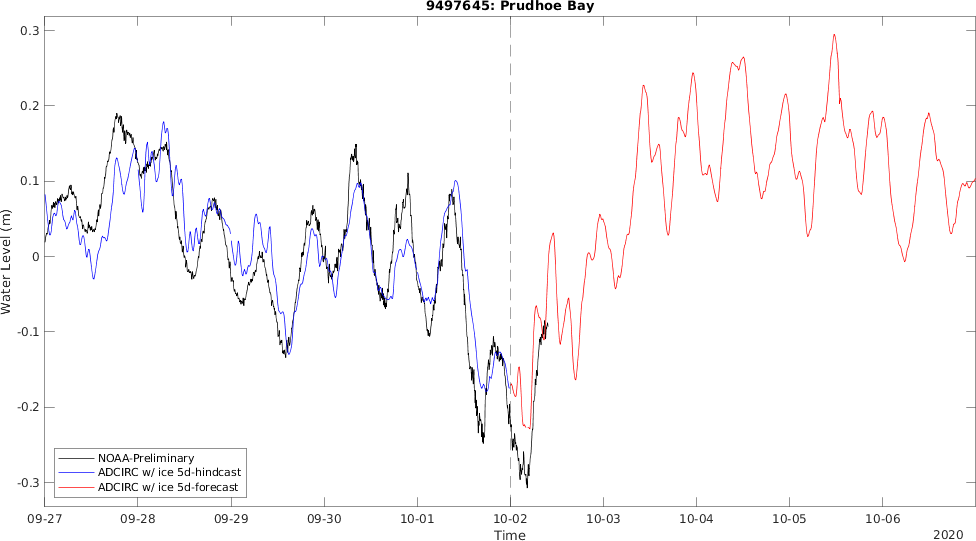 9497645: Prudhoe Bay
0.3
0.2
0.1
0
-0.1
-0.2
-0.3
Water Level (m)
NOAA-Preliminary
ADCIRC w/ ice 5d-hindcast
ADCIRC w/ ice 5d-forecast
09-27 09-28 09-29 09-30 10-01 10-02 10-03 10-04 10-05 10-06
Time
2020